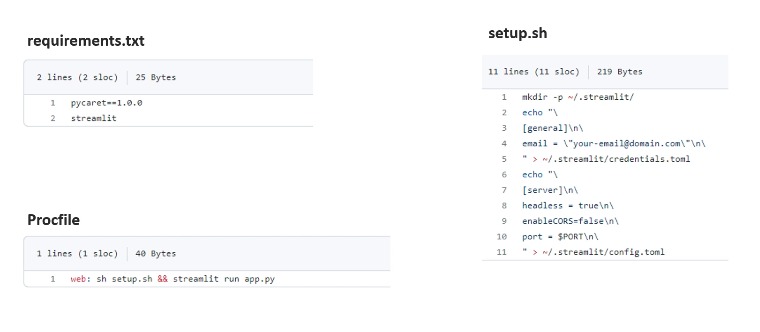 requirements.txt
2 lines (2 sloc) 25 Bytes
1 pycaret==1.0.0
2 streamlit
Procfile
1 lines (1 sloc) 40 Bytes
1 web: sh setup.sh && streamlit run app.py
setup.sh
11 lines (11 sloc) 219 Bytes
1 mkdir -p ~/.streamlit/
2 echo "\
3 [general]\n\
4 email = \"your-email@domain.com\"\n\
5 " > ~/.streamlit/credentials.toml
6 echo "\
7 [server]\n\
8 headless = true\n\
9 enableCORS=false\n\
10 port = $PORT\n\
11 " > ~/.streamlit/config.toml